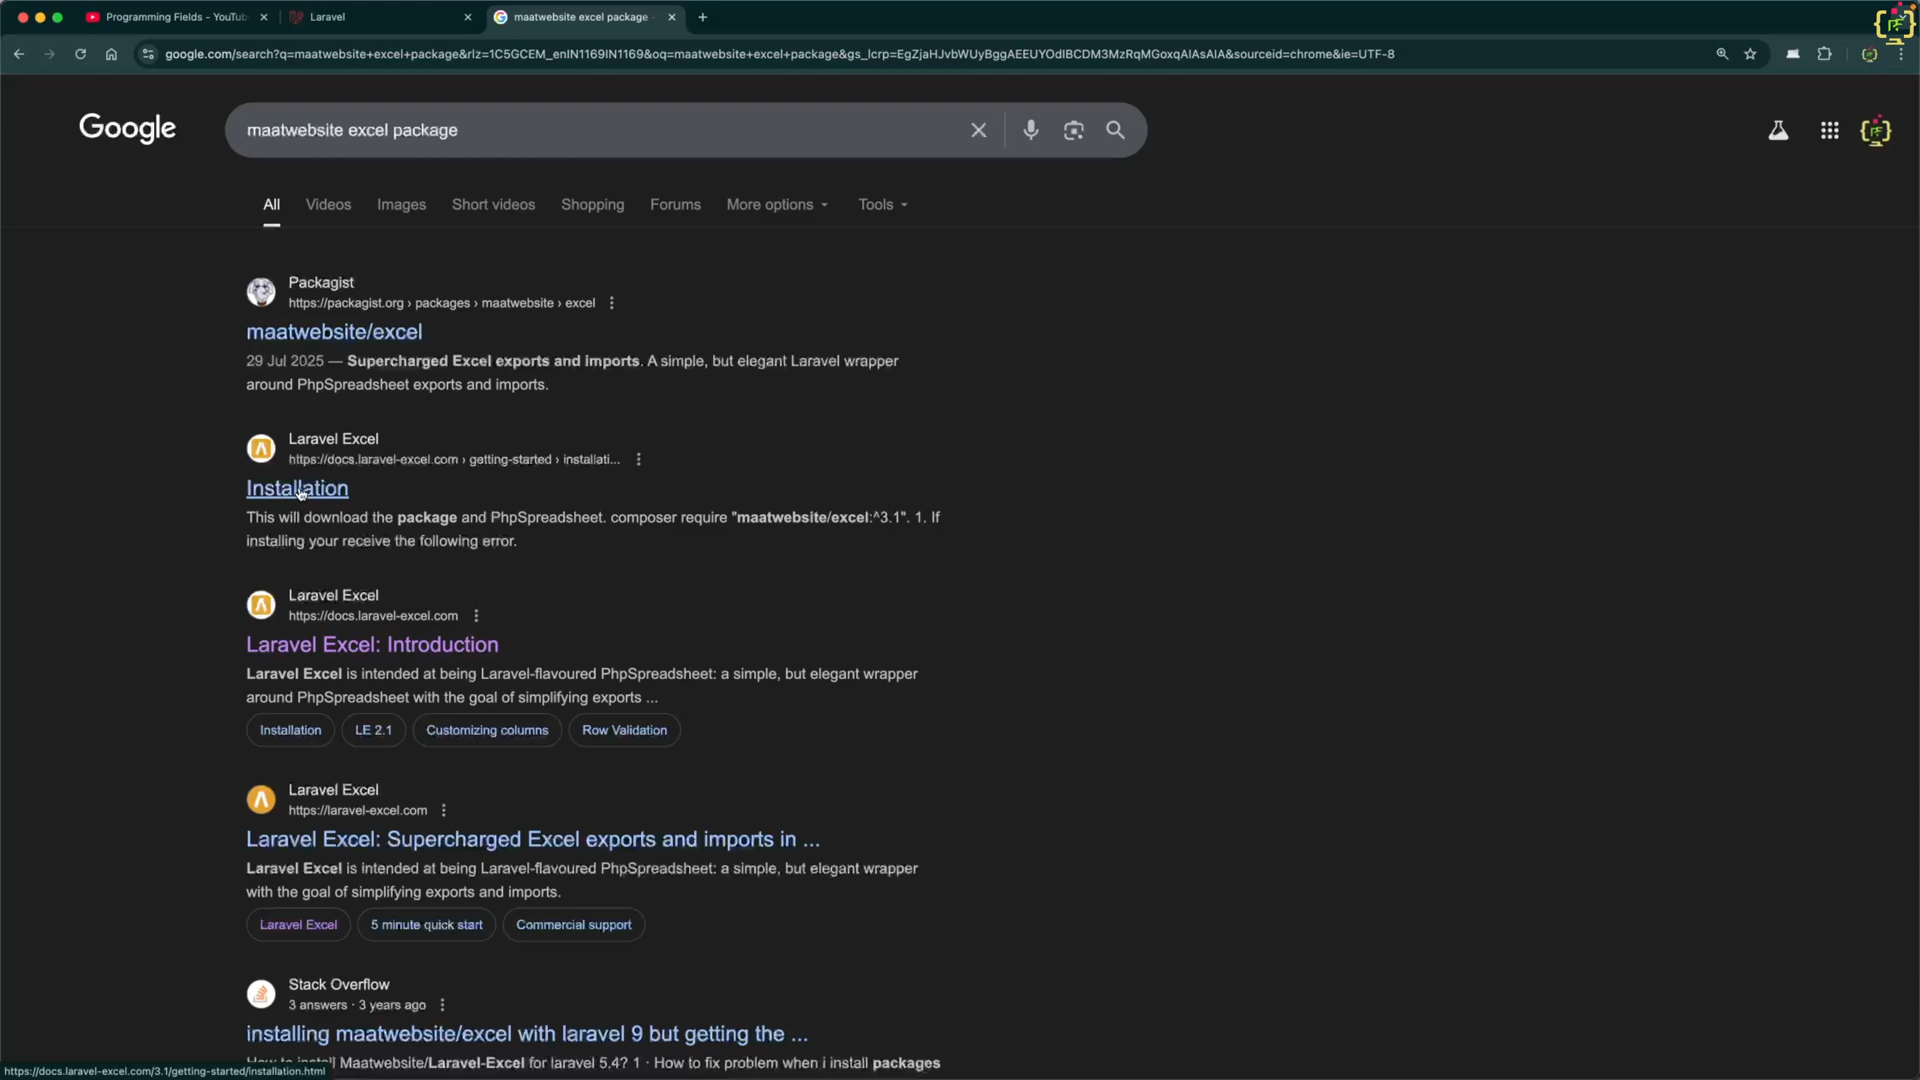 Programming Fields - YouTub
Laravel
maatwebsite excel package
google.com/search?q=maatwebsite+excel+package&rlz=1C5GCEM_enIN1169IN1169&oq=maatwebsite+excel+package&gs_lcrp=EgZjaHJvbWUyBggAEEUYOdIBCDM3MzRqMGoxqAIAsAIA&sourceid=chrome&ie=UTF-8
Google
maatwebsite excel package
All
Videos
Images
Short videos
Shopping
Forums
More options
Tools
Packagist
https://packagist.org › packages › maatwebsite › excel
maatwebsite/excel
29 Jul 2025 — Supercharged Excel exports and imports. A simple, but elegant Laravel wrapper
around PhpSpreadsheet exports and imports.
Laravel Excel
https://docs.laravel-excel.com › getting-started › installati...
Installation
This will download the package and PhpSpreadsheet. composer require "maatwebsite/excel:^3.1". 1. If
installing your receive the following error.
Laravel Excel
https://docs.laravel-excel.com
Laravel Excel: Introduction
Laravel Excel is intended at being Laravel-flavoured PhpSpreadsheet: a simple, but elegant wrapper
around PhpSpreadsheet with the goal of simplifying exports ...
Installation
LE 2.1
Customizing columns
Row Validation
Laravel Excel
https://laravel-excel.com
Laravel Excel: Supercharged Excel exports and imports in ...
Laravel Excel is intended at being Laravel-flavoured PhpSpreadsheet: a simple, but elegant wrapper
with the goal of simplifying exports and imports.
Laravel Excel
5 minute quick start
Commercial support
Stack Overflow
3 answers · 3 years ago
installing maatwebsite/excel with laravel 9 but getting the ...
How to install Maatwebsite/Laravel-Excel for laravel 5.4? 1 · How to fix problem when i install packages
https://docs.laravel-excel.com/3.1/getting-started/installation.html